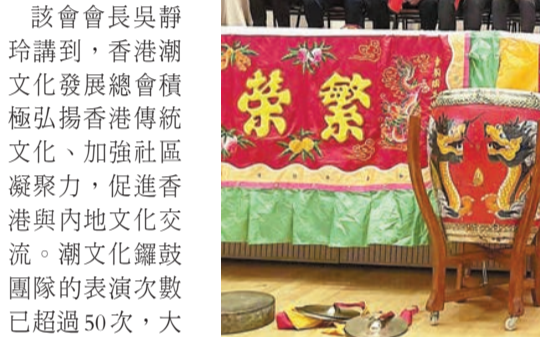 該會會長吳靜
玲講到，香港潮
文化發展總會積
極弘揚香港傳統
文化、加強社區
凝聚力，促進香
港與內地文化交
流。潮文化鑼鼓
團隊的表演次數
已超過50次，大
榮繁